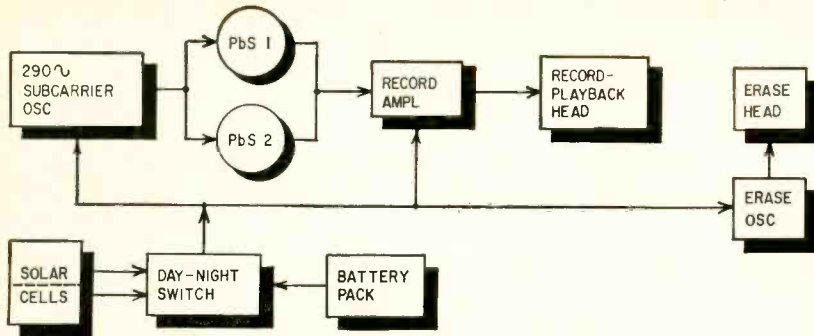 290∿
SUBCARRIER
OSC
PbS 1
PbS 2
RECORD
AMPL
RECORD-
PLAYBACK
HEAD
ERASE
HEAD
ERASE
OSC
SOLAR
CELLS
DAY-NIGHT
SWITCH
BATTERY
PACK